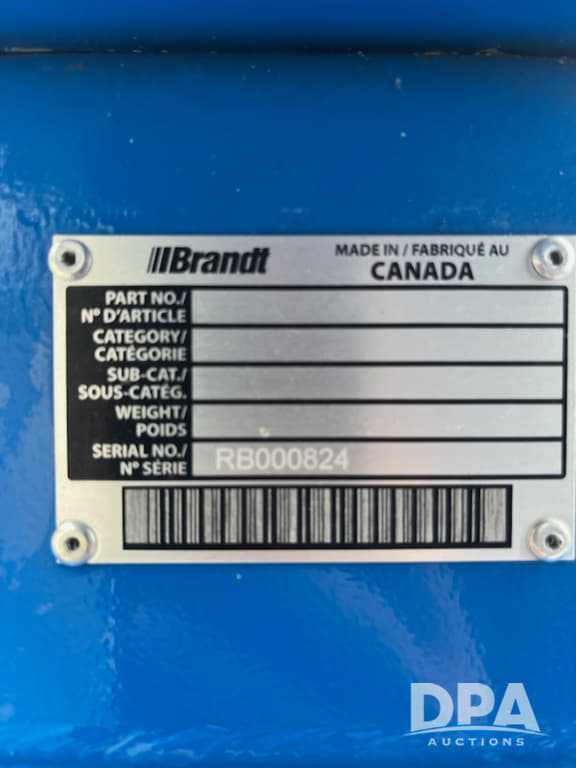 Brandt
MADE IN / FABRIQUÉ AU
CANADA
PART NO./
Nº D'ARTICLE
CATEGORY/
CATÉGORIE
SUB-CAT./
SOUS-CATÉG.
WEIGHT/
POIDS
SERIAL NO./
Nº SÉRIE
RB000824
DPA
AUCTIONS